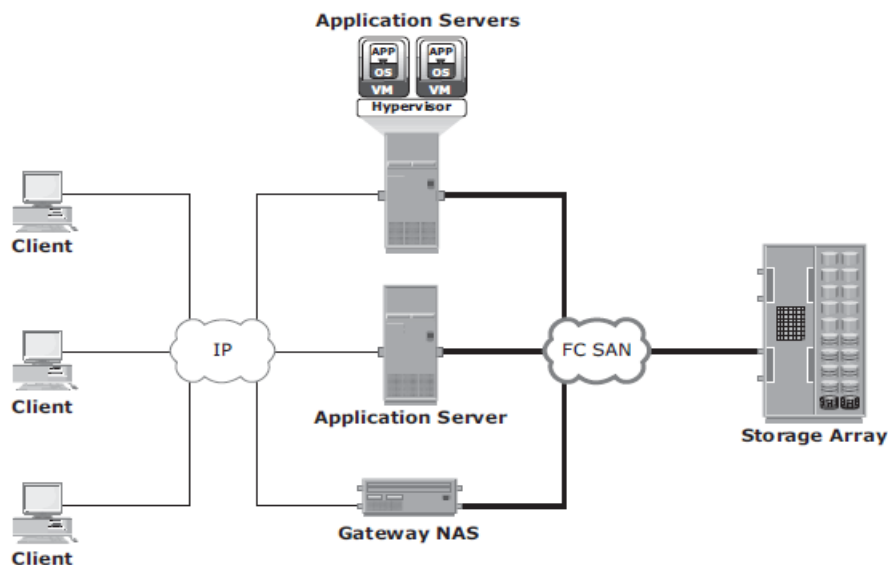 Application Servers
APP APP
OS OS
VM VM
Hypervisor
Client
IP
FC SAN
Client
Application Server
Storage Array
Gateway NAS
Client